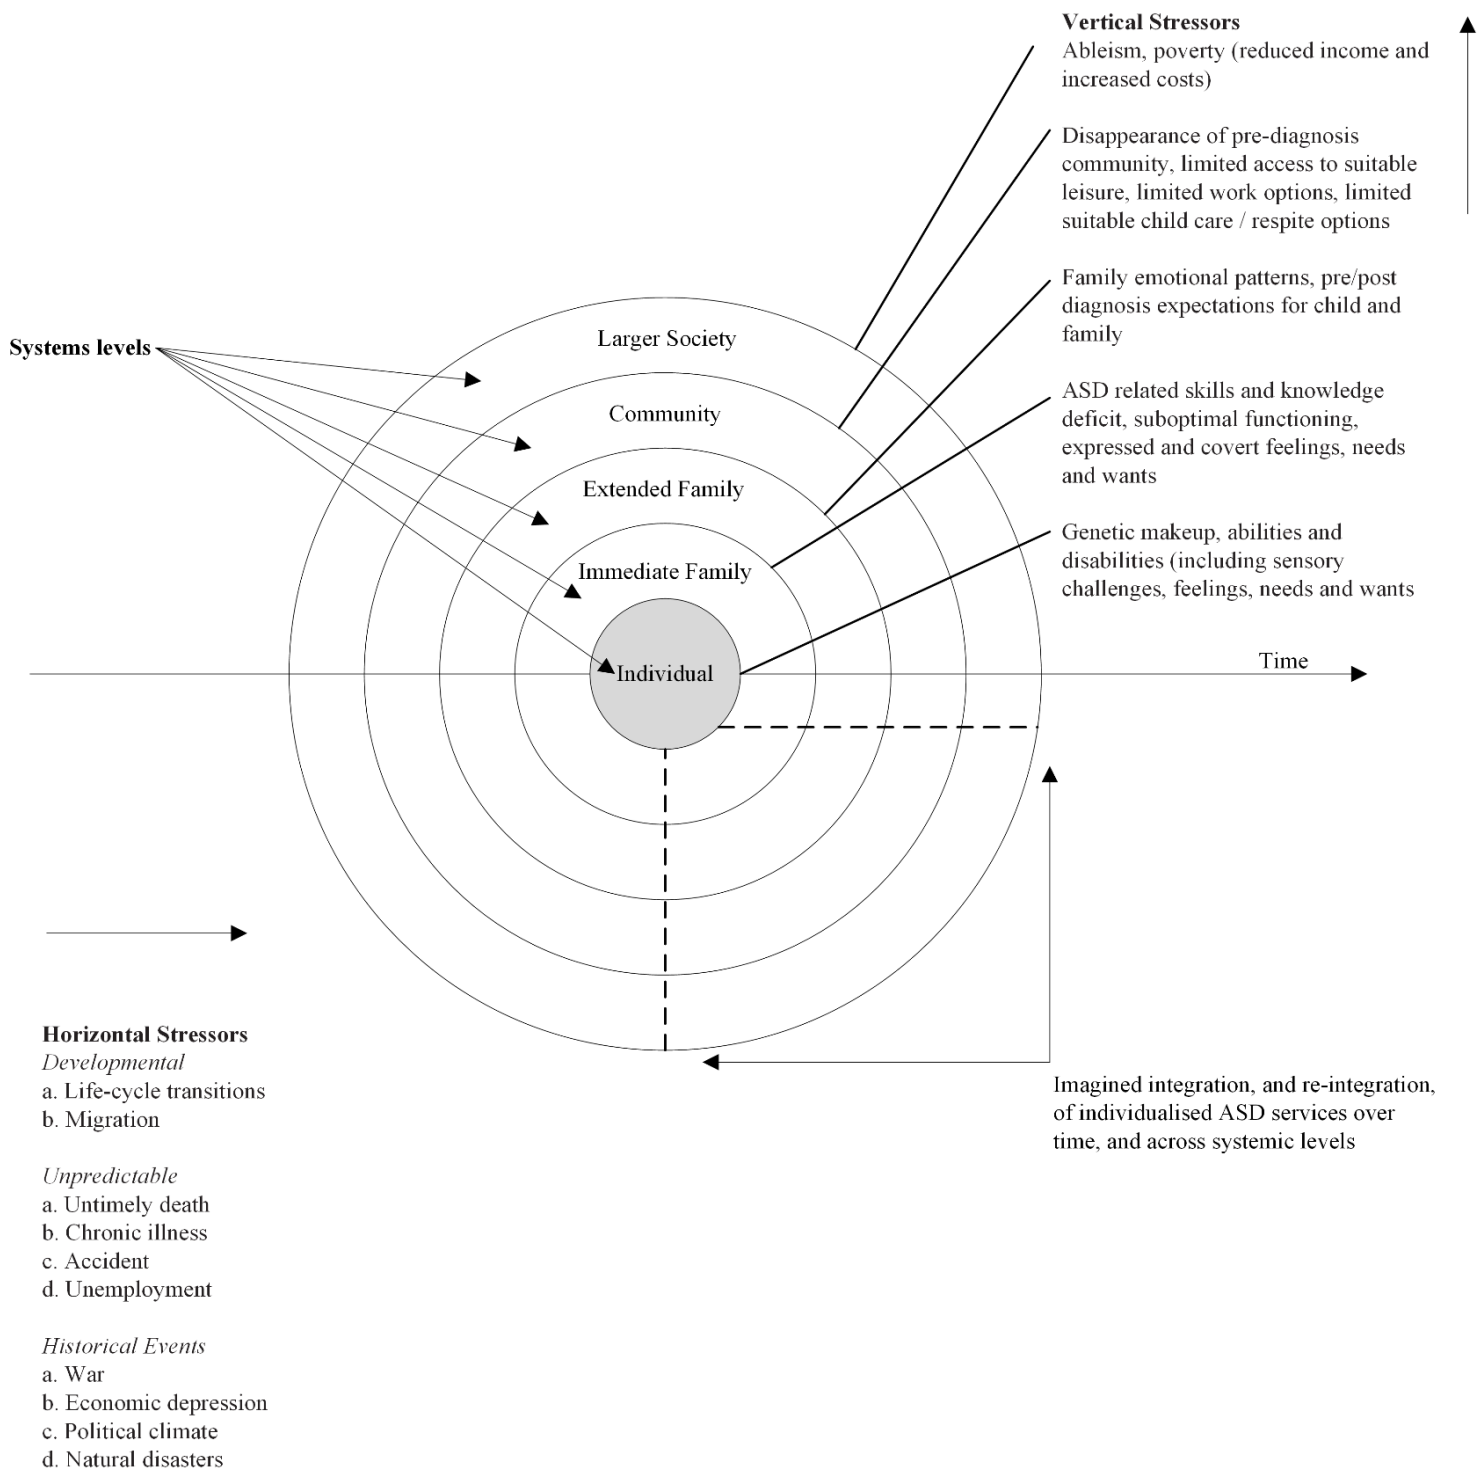 Vertical Stressors
Ableism, poverty (reduced income and
increased costs)
Disappearance of pre-diagnosis
community, limited access to suitable
leisure, limited work options, limited
suitable child care / respite options
Family emotional patterns, pre/post
diagnosis expectations for child and
family
ASD related skills and knowledge
deficit, suboptimal functioning,
expressed and covert feelings, needs
and wants
Genetic makeup, abilities and
disabilities (including sensory
challenges, feelings, needs and wants
Systems levels
Larger Society
Community
Extended Family
Immediate Family
Individual
Time
Horizontal Stressors
Developmental
a. Life-cycle transitions
b. Migration
Unpredictable
a. Untimely death
b. Chronic illness
c. Accident
d. Unemployment
Historical Events
a. War
b. Economic depression
c. Political climate
d. Natural disasters
Imagined integration, and re-integration,
of individualised ASD services over
time, and across systemic levels